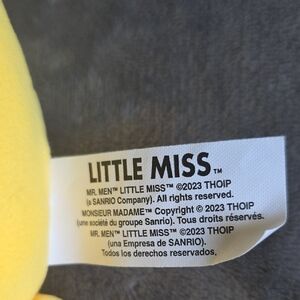 LITTLE MISS™
MR. MEN™ LITTLE MISS™ ©2023 THOIP
(a SANRIO Company). All rights reserved.
MONSIEUR MADAME™ Copyright © 2023 THOIP
(une société du groupe Sanrio). Tous droits réservés.
MR. MEN™ LITTLE MISS™ ©2023 THOIP
(una Empresa de SANRIO).
Todos los derechos reservados,